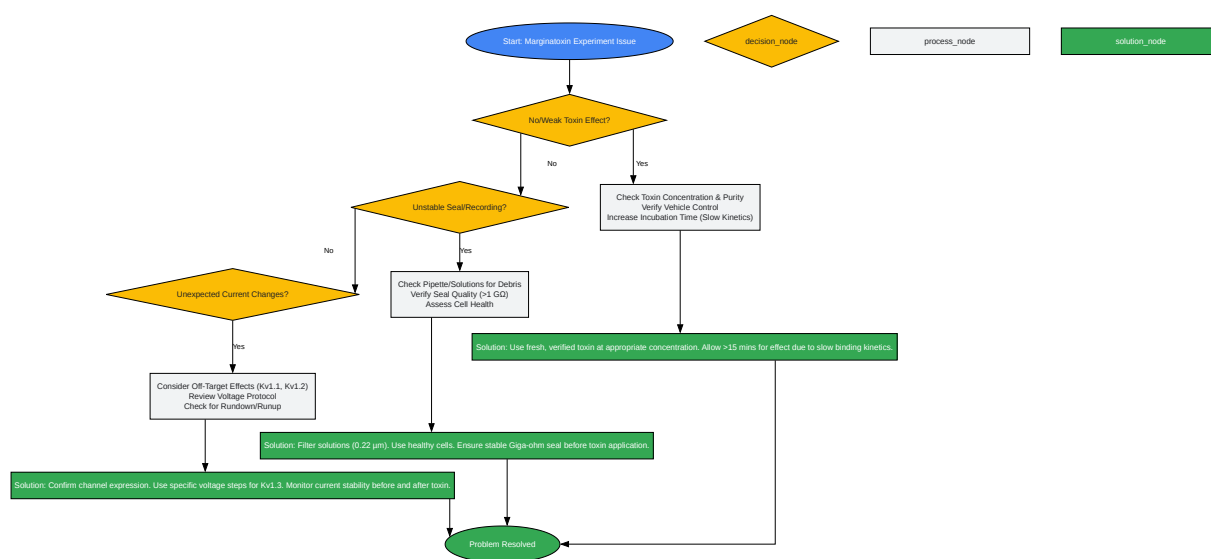 Start: Marginatoxin Experiment Issue
decision_node
process_node
solution_node
No/Weak Toxin Effect?
No
Yes
Unstable Seal/Recording?
Check Toxin Concentration & Purity
Verify Vehicle Control
Increase Incubation Time (Slow Kinetics)
No
Yes
Unexpected Current Changes?
Check Pipette/Solutions for Debris
Verify Seal Quality (>1 GΩ)
Assess Cell Health
Solution: Use fresh, verified toxin at appropriate concentration. Allow >15 mins for effect due to slow binding kinetics.
Yes
Consider Off-Target Effects (Kv1.1, Kv1.2)
Review Voltage Protocol
Check for Rundown/Runup
Solution: Filter solutions (0.22 µm). Use healthy cells. Ensure stable Giga-ohm seal before toxin application.
Solution: Confirm channel expression. Use specific voltage steps for Kv1.3. Monitor current stability before and after toxin.
Problem Resolved